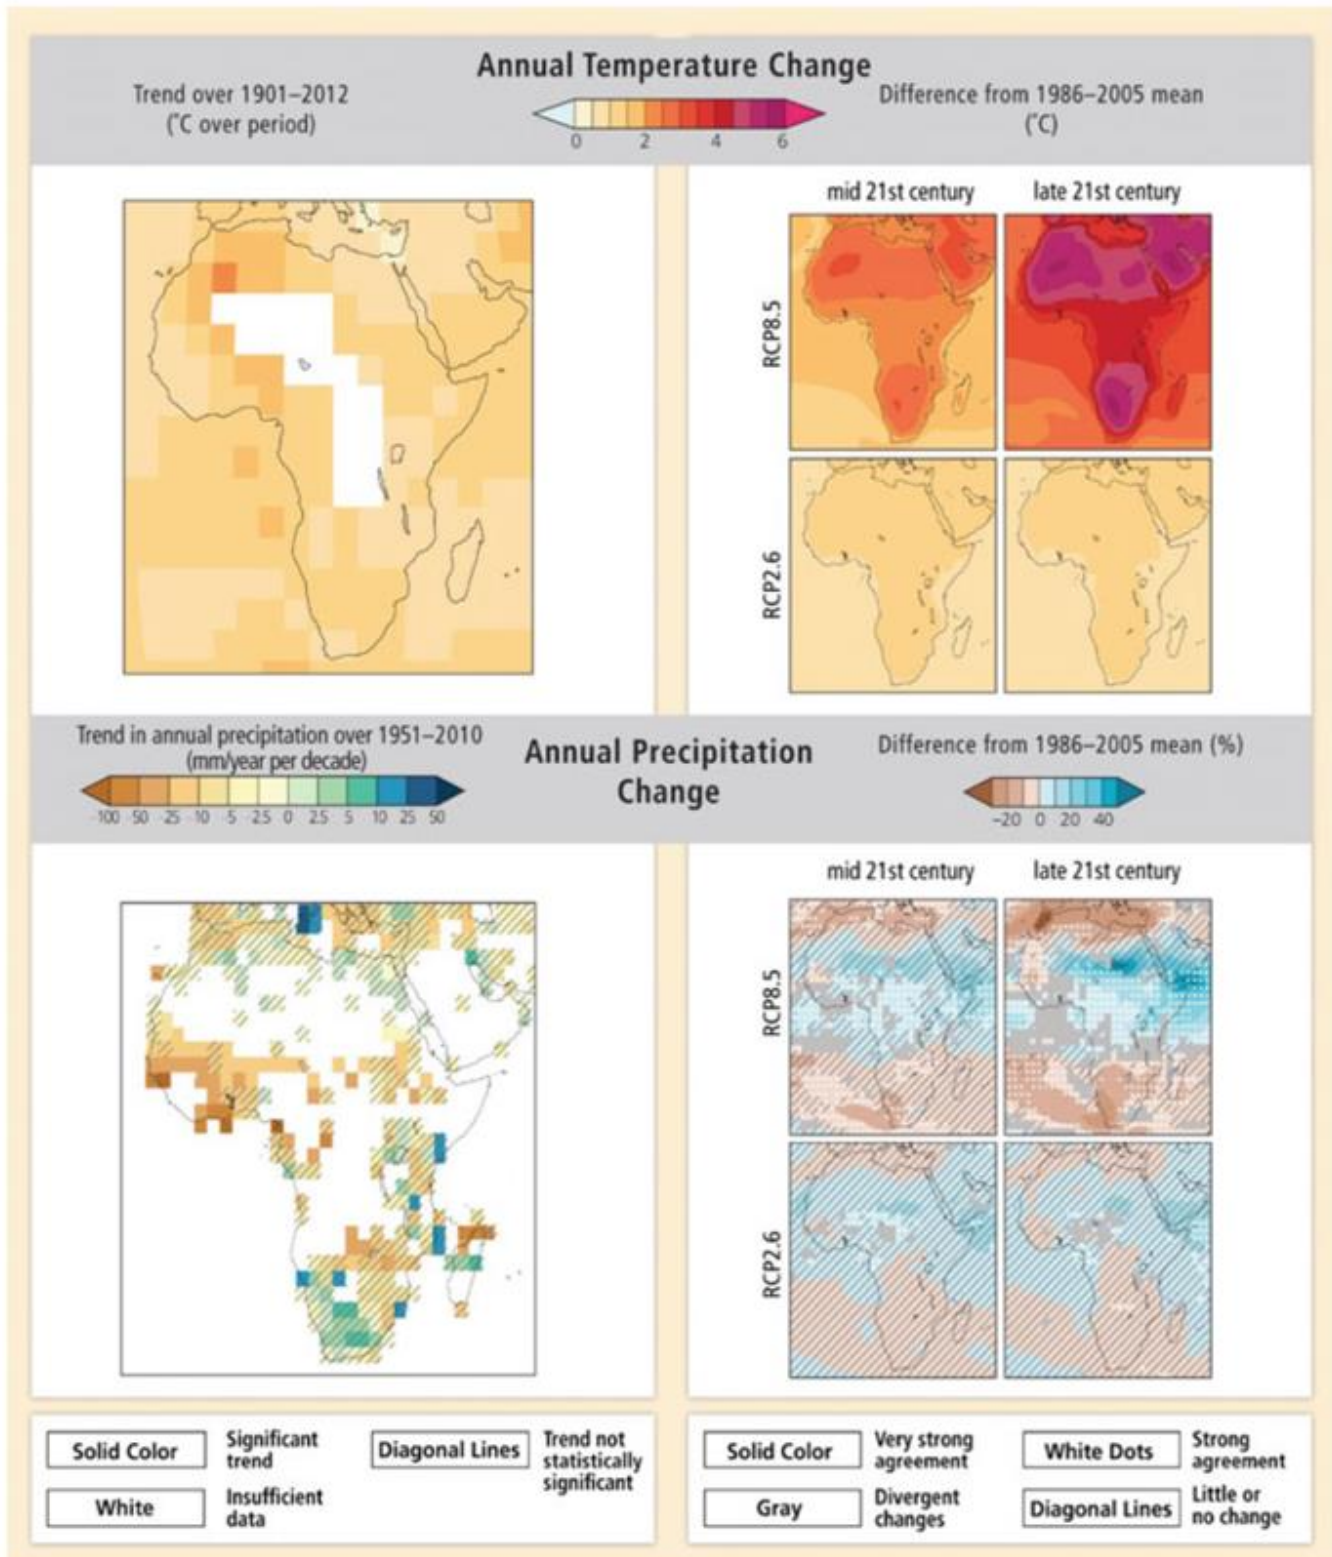 Annual Temperature Change
Trend over 1901–2012
(˚C over period)
0 2 4 6
Difference from 1986–2005 mean
(˚C)
mid 21st century
late 21st century
RCP8.5
RCP2.6
Trend in annual precipitation over 1951–2010
(mm/year per decade)
-100 -50 -25 -10 -5 -2.5 0 2.5 5 10 25 50
Annual Precipitation
Change
Difference from 1986–2005 mean (%)
−20 0 20 40
mid 21st century
late 21st century
RCP8.5
RCP2.6
Solid Color
Significant
trend
Diagonal Lines
Trend not
statistically
significant
White
Insufficient
data
Solid Color
Very strong
agreement
White Dots
Strong
agreement
Gray
Divergent
changes
Diagonal Lines
Little or
no change